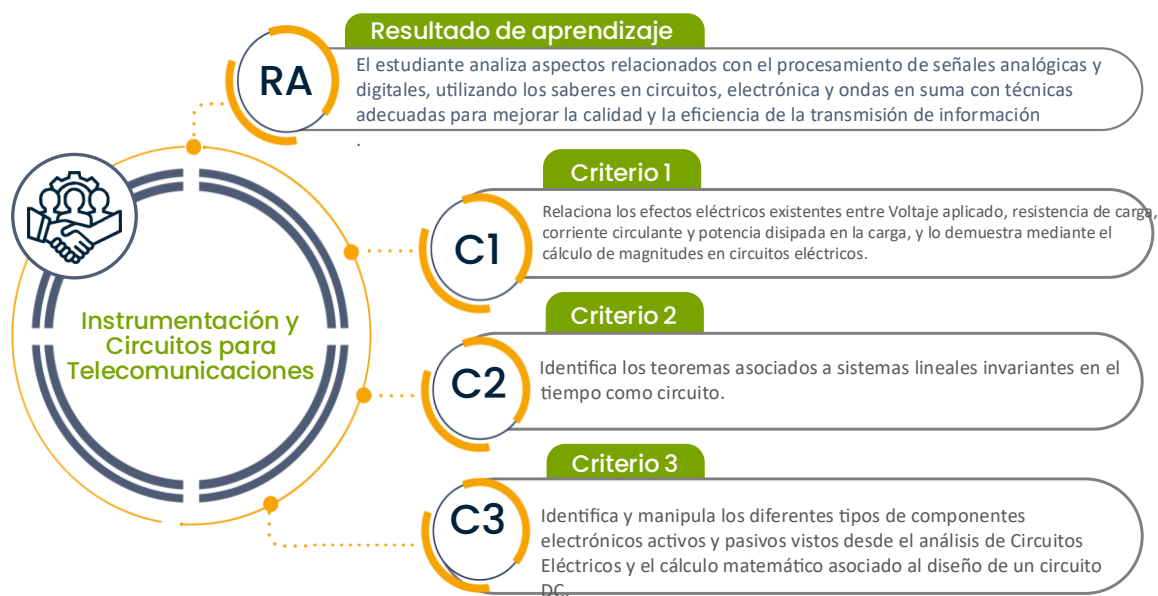 Resultado de aprendizaje
RA
El estudiante analiza aspectos relacionados con el procesamiento de señales analógicas y
digitales, utilizando los saberes en circuitos, electrónica y ondas en suma con técnicas
adecuadas para mejorar la calidad y la eficiencia de la transmisión de información
.
Instrumentación y
Circuitos para
Telecomunicaciones
Criterio 1
C1
Relaciona los efectos eléctricos existentes entre Voltaje aplicado, resistencia de carga,
corriente circulante y potencia disipada en la carga, y lo demuestra mediante el
cálculo de magnitudes en circuitos eléctricos.
Criterio 2
C2
Identifica los teoremas asociados a sistemas lineales invariantes en el
tiempo como circuito.
Criterio 3
C3
Identifica y manipula los diferentes tipos de componentes
electrónicos activos y pasivos vistos desde el análisis de Circuitos
Eléctricos y el cálculo matemático asociado al diseño de un circuito
DC.